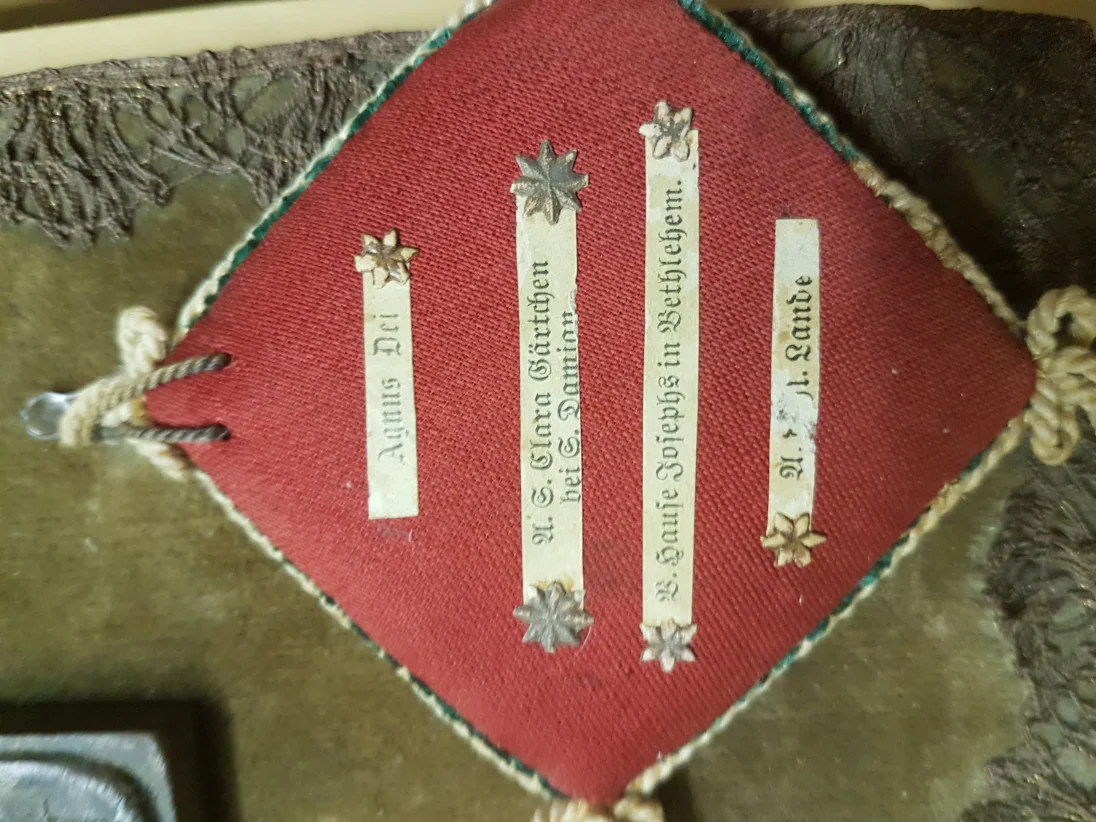 Agnus Dei
A. S. Clara Gärtchen
bei S. Damian
B. Hause Josephs in Bethlehem.
A. l. Lande